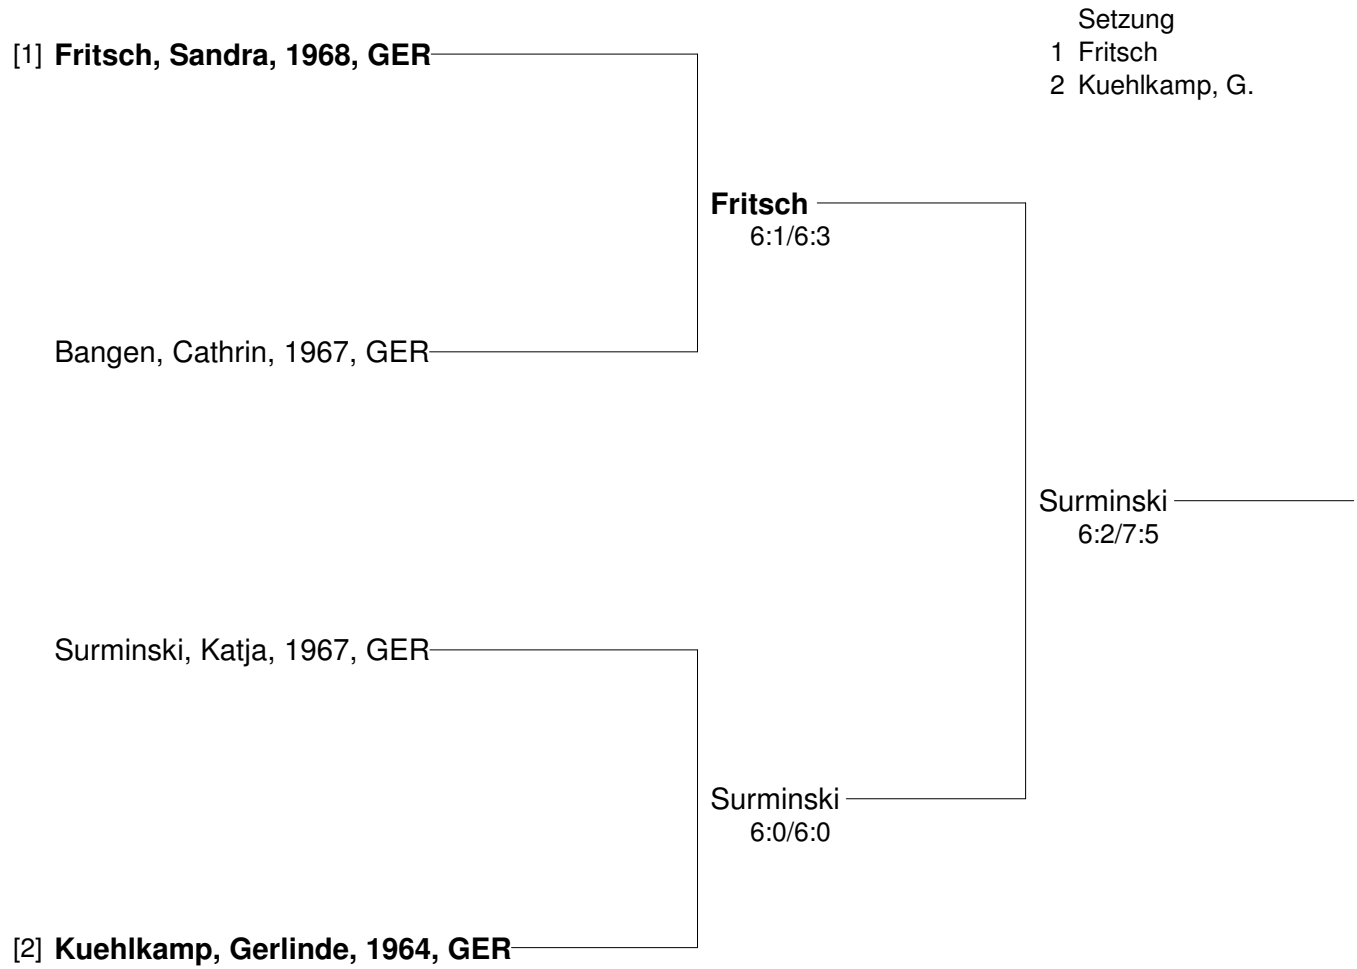 Setzung
[1] Fritsch, Sandra, 1968, GER
1 Fritsch
2 Kuehlkamp, G.
Fritsch
6:1/6:3
Bangen, Cathrin, 1967, GER
Surminski
6:2/7:5
Surminski, Katja, 1967, GER
Surminski
6:0/6:0
[2] Kuehlkamp, Gerlinde, 1964, GER